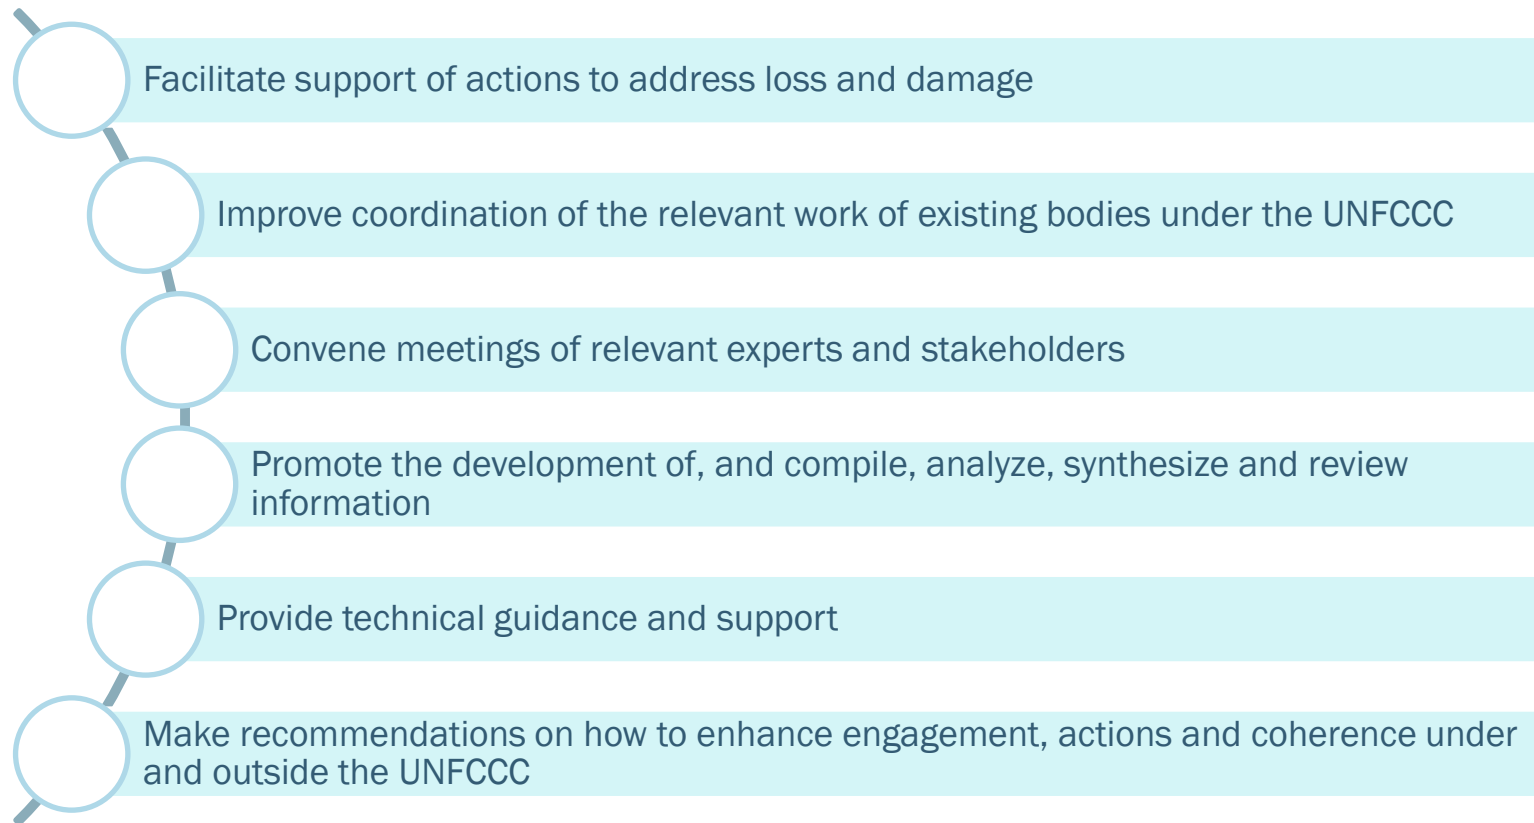 Facilitate support of actions to address loss and damage
Improve coordination of the relevant work of existing bodies under the UNFCCC
Convene meetings of relevant experts and stakeholders
Promote the development of, and compile, analyze, synthesize and review
information
Provide technical guidance and support
Make recommendations on how to enhance engagement, actions and coherence under
and outside the UNFCCC